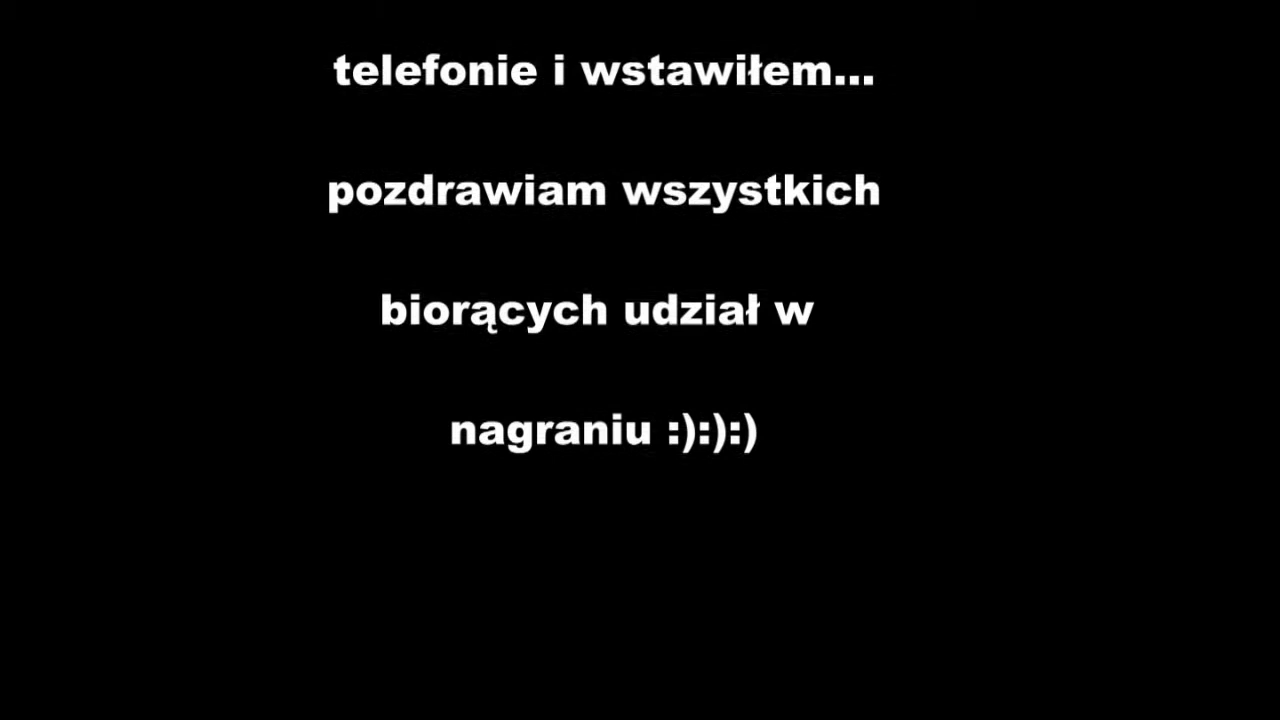 telefonie i wstawiłem...
pozdrawiam wszystkich
biorących udział w
nagraniu :):):)